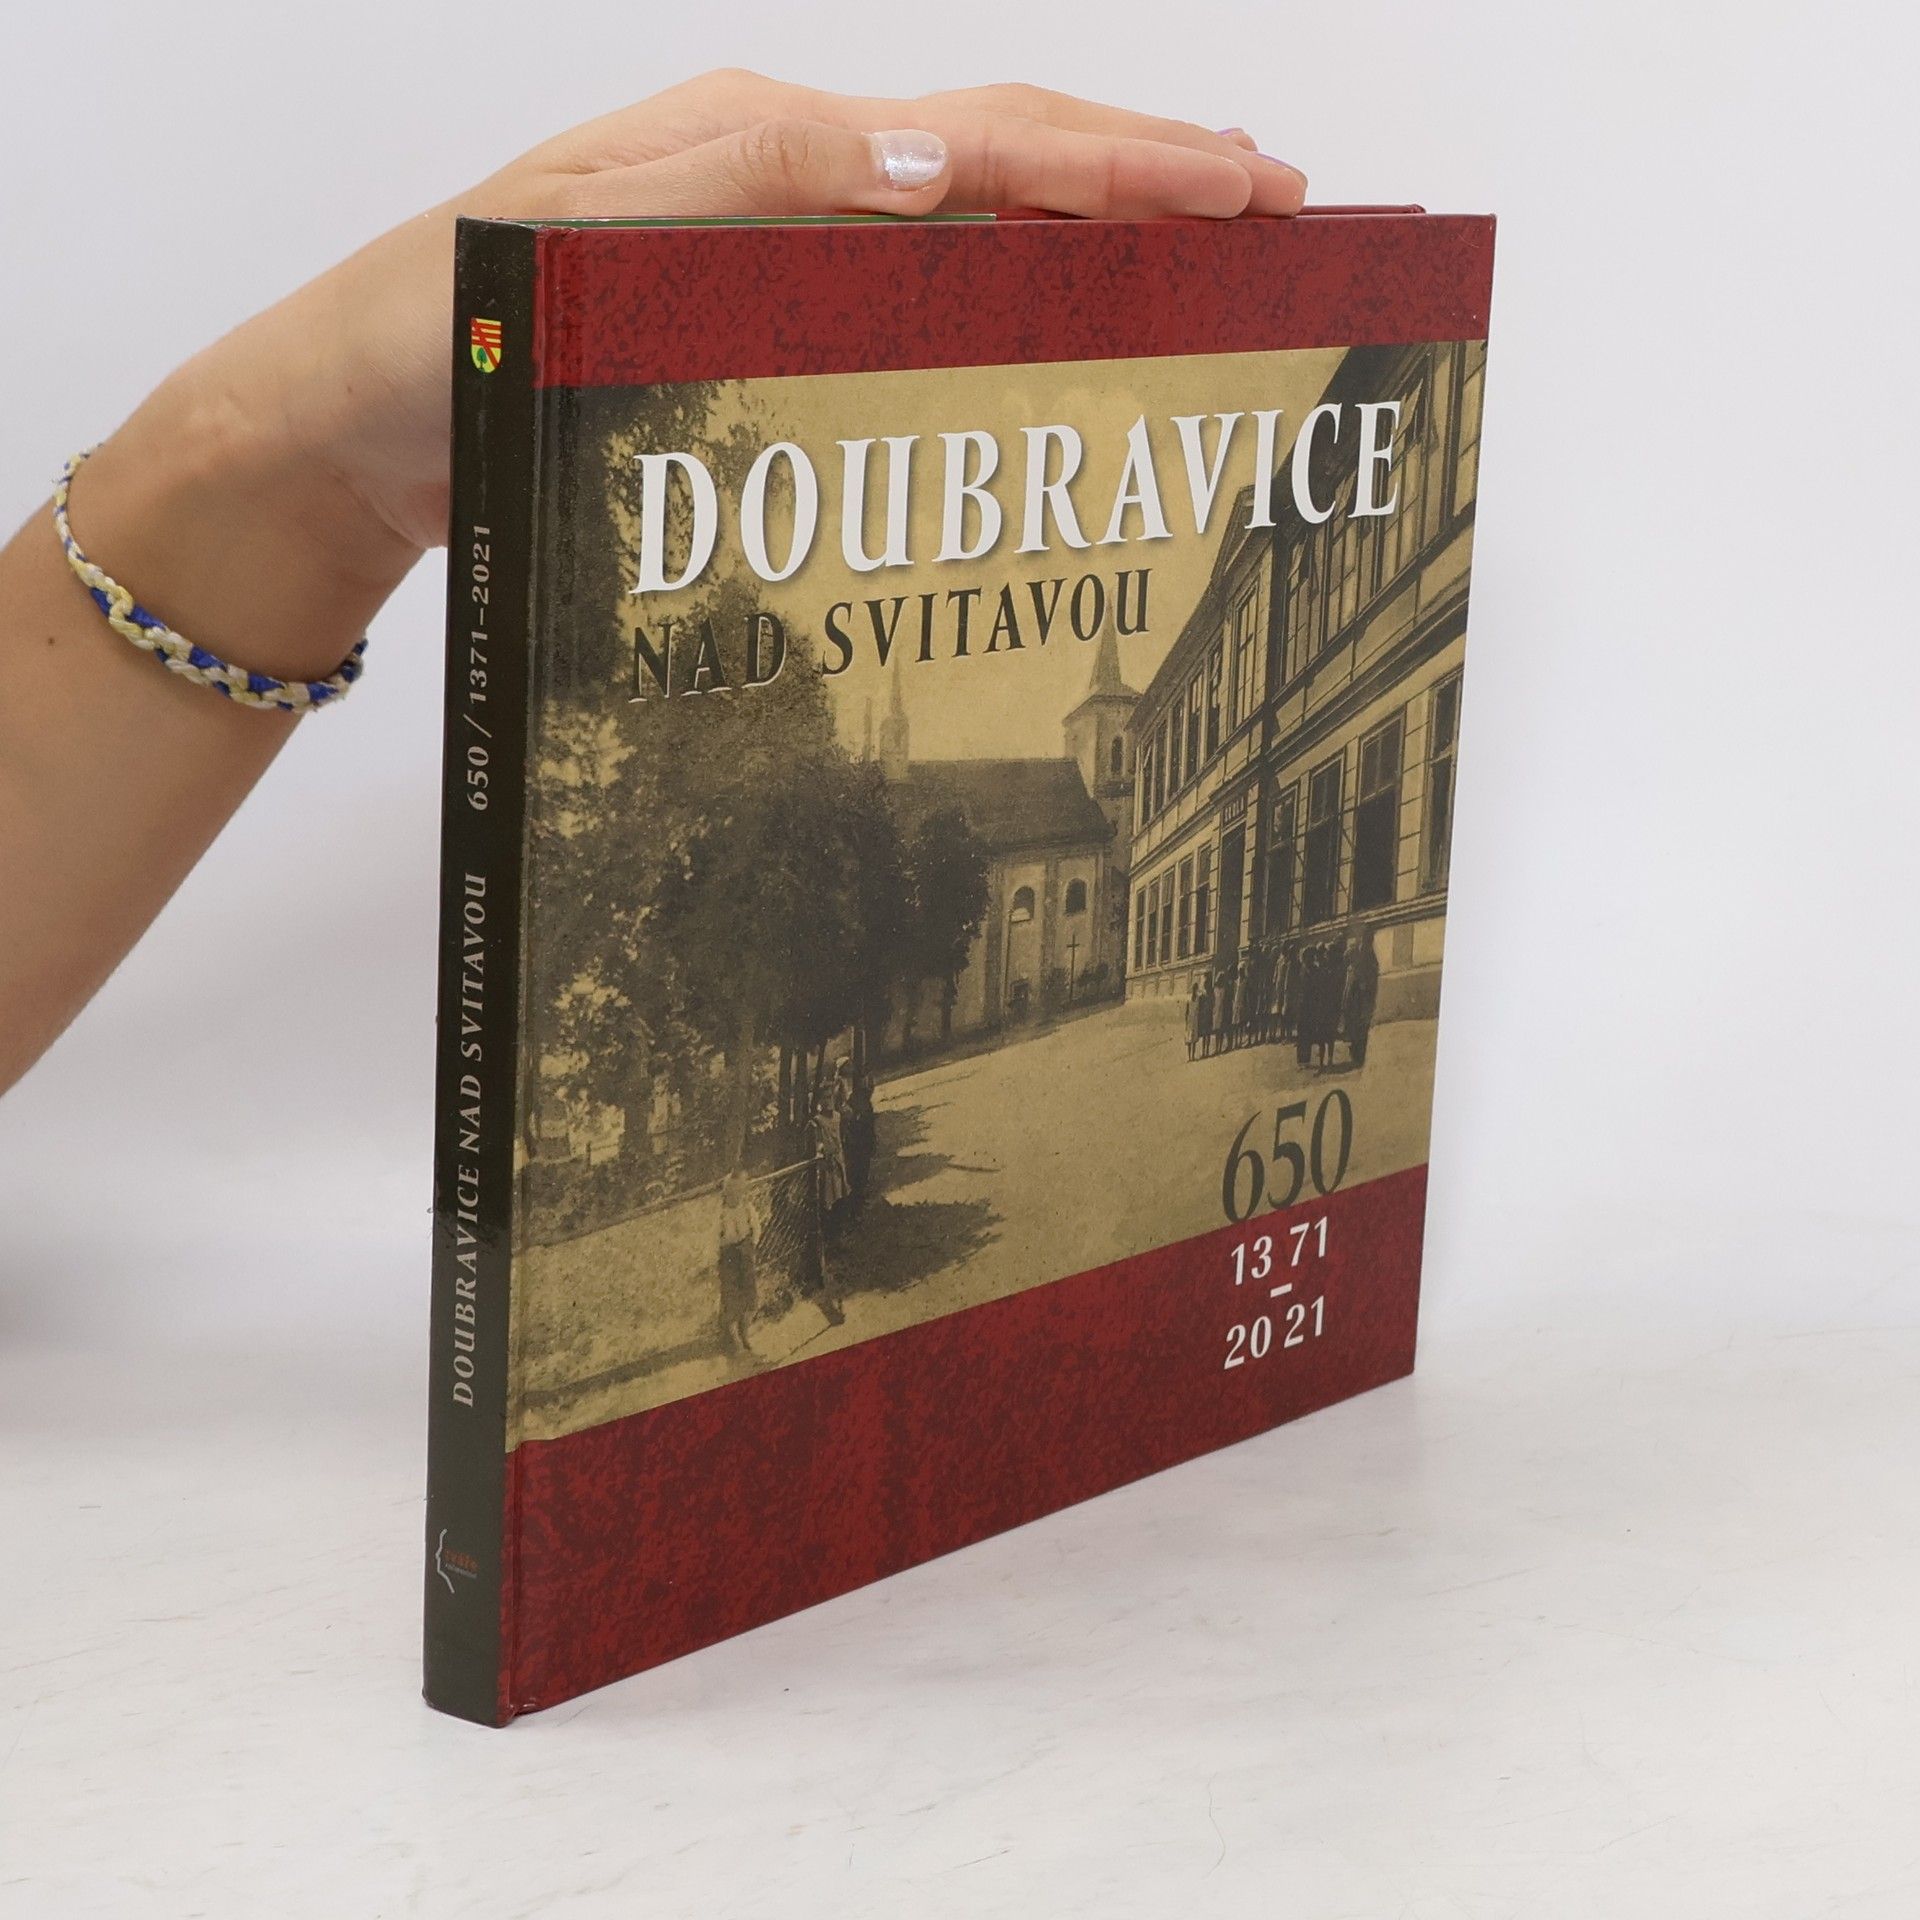 DOUBRAVICE
NAD SVITAVOU
650
13 71
–
20 21
DOUBRAVICE NAD SVITAVOU 650 / 1371–2021